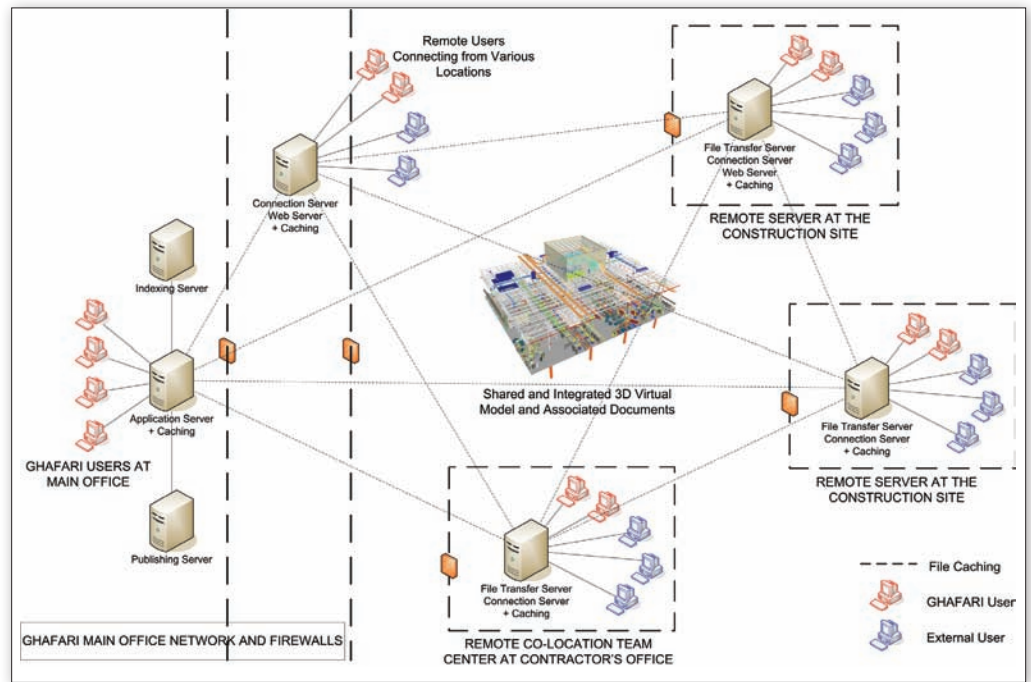 Remote Users
Connecting from Various
Locations
Connection Server
Web Server
+ Caching
File Transfer Server
Connection Server
Web Server
+ Caching
REMOTE SERVER AT THE
CONSTRUCTION SITE
Indexing Server
Application Server
+ Caching
GHAFARI USERS AT
MAIN OFFICE
Publishing Server
Shared and Integrated 3D Virtual
Model and Associated Documents
File Transfer Server
Connection Server
+ Caching
REMOTE SERVER AT THE
CONSTRUCTION SITE
File Transfer Server
Connection Server
+ Caching
REMOTE CO-LOCATION TEAM
CENTER AT CONTRACTOR'S OFFICE
GHAFARI MAIN OFFICE NETWORK AND FIREWALLS
File Caching
GHAFARI User
External User